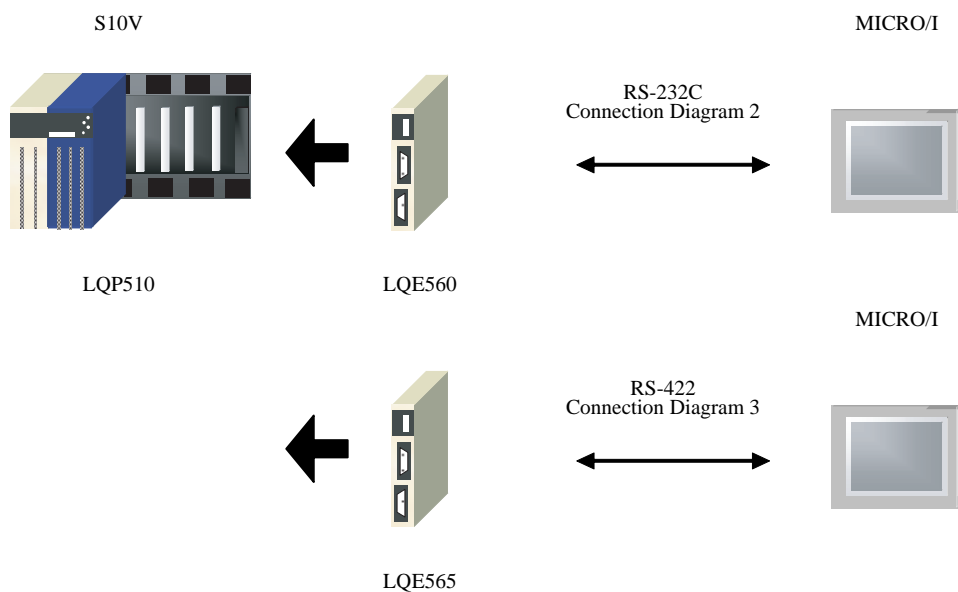 S10V
MICRO/I
RS-232C
Connection Diagram 2
LQP510
LQE560
MICRO/I
RS-422
Connection Diagram 3
LQE565